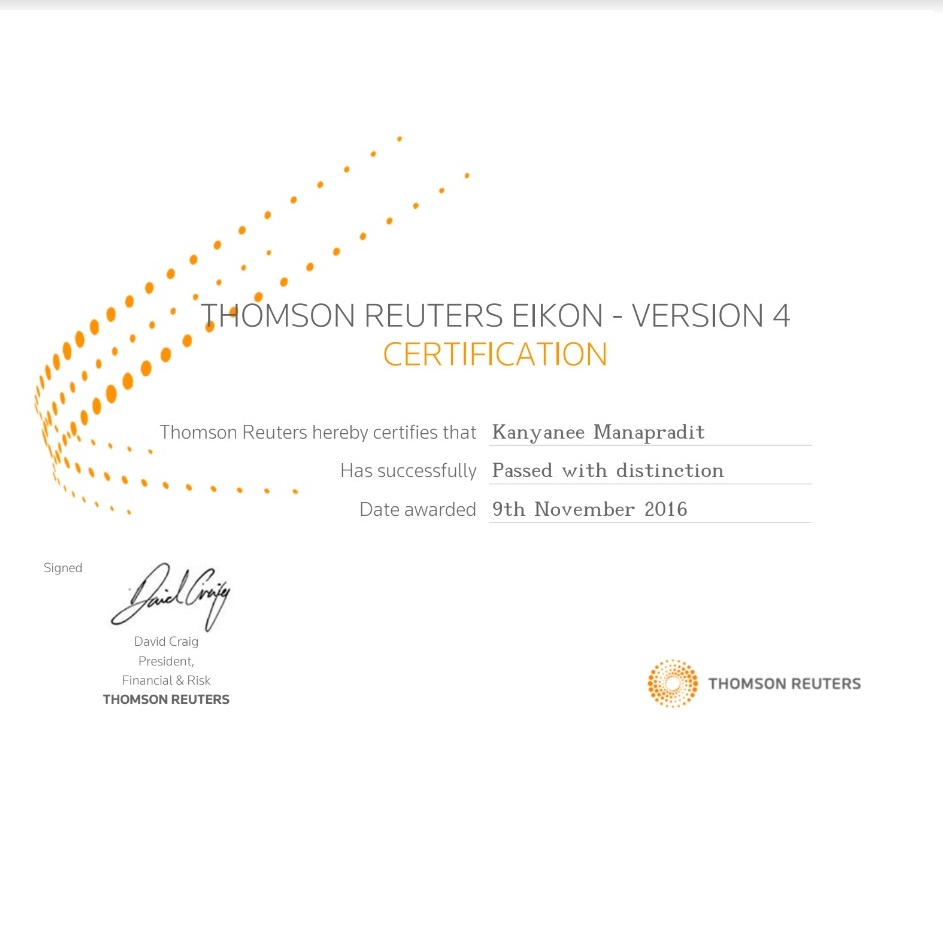 THOMSON REUTERS EIKON - VERSION 4
CERTIFICATION
Thomson Reuters hereby certifies that Kanyanee Manapradit
Has successfully Passed with distinction
Date awarded 9th November 2016
Signed
David Craig
David Craig
President,
Financial & Risk
THOMSON REUTERS
THOMSON REUTERS